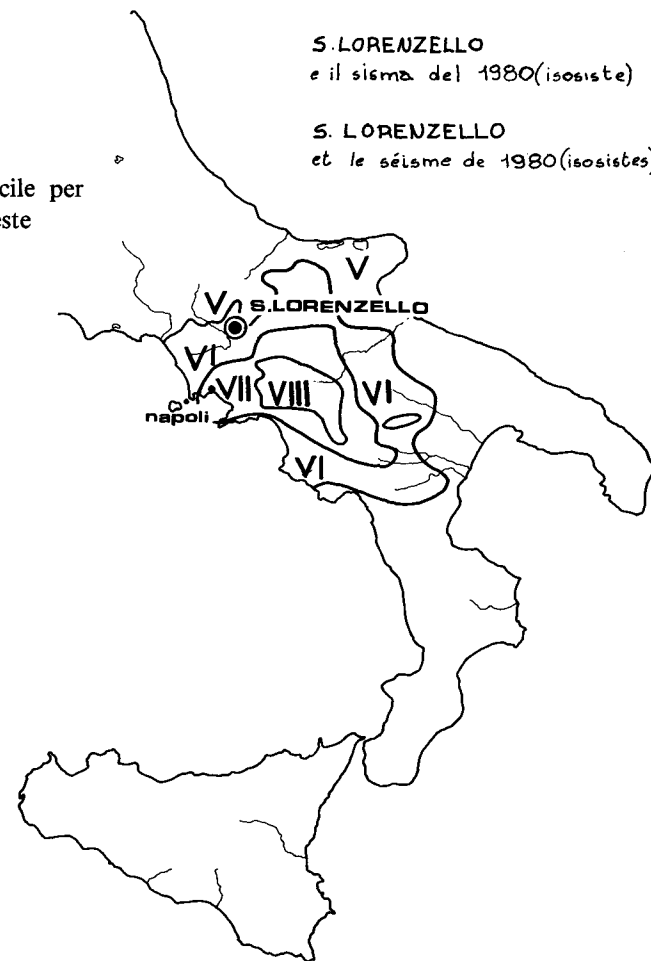 S. LORENZELLO
e il sisma del 1980 (isosiste)
S. LORENZELLO
et le séisme de 1980 (isosistes)
cile per
este
V
V
S.LORENZELLO
VI
VII
VIII
VI
napoli
VI